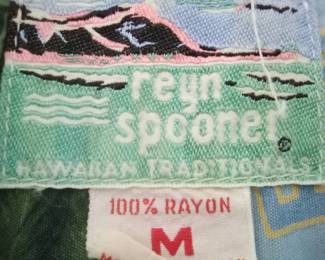 reyn
spooner®
HAWAIIAN TRADITIONALS
100% RAYON
M